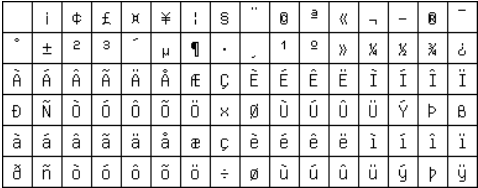 ¡ ¢ £ ¤ ¥ ¦ § ¨ © ª « ¬ - ® ¯
° ± ² ³ ´ µ ¶ · ¸ ¹ º » ¼ ½ ¾ ¿
À Á Â Ã Ä Å Æ Ç È É Ê Ë Ì Í Î Ï
Ð Ñ Ò Ó Ô Õ Ö × Ø Ù Ú Û Ü Ý Þ ß
à á â ã ä å æ ç è é ê ë ì í î ï
ð ñ ò ó ô õ ö ÷ ø ù ú û ü ý þ ÿ